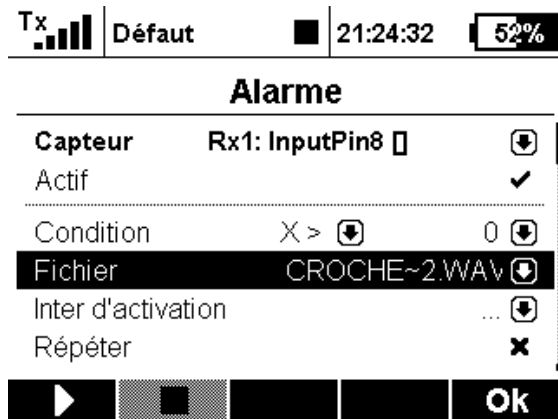 Tx Défaut 21:24:32 52%
Alarme
Capteur Rx1: InputPin8 []
Actif
Condition X > 0
Fichier CROCHE~2.WAV
Inter d'activation ...
Répéter
Ok